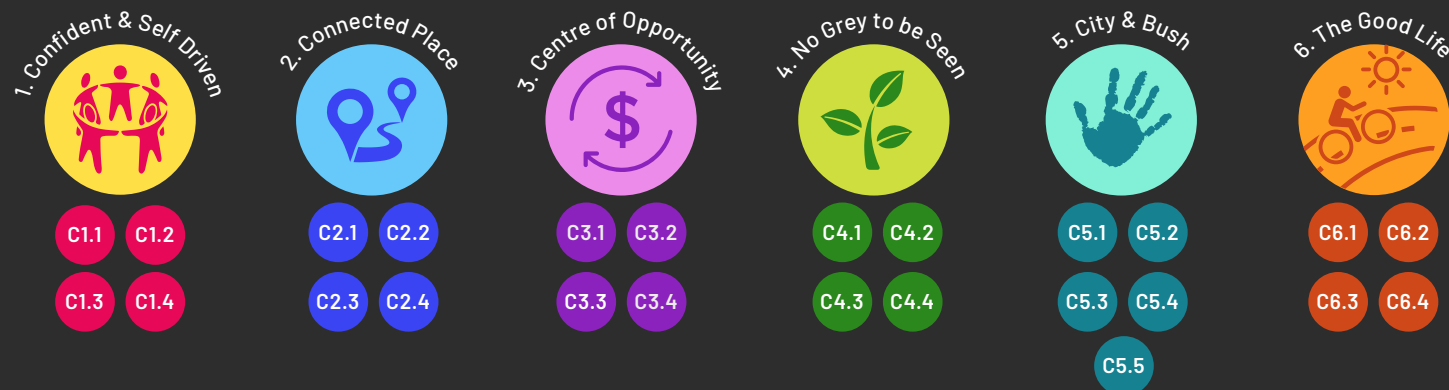 1. Confident & Self Driven
2. Connected Place
3. Centre of Opportunity
4. No Grey to be Seen
5. City & Bush
6. The Good Life
$
C1.1 C1.2
C1.3 C1.4
C2.1 C2.2
C2.3 C2.4
C3.1 C3.2
C3.3 C3.4
C4.1 C4.2
C4.3 C4.4
C5.1 C5.2
C5.3 C5.4
C5.5
C6.1 C6.2
C6.3 C6.4